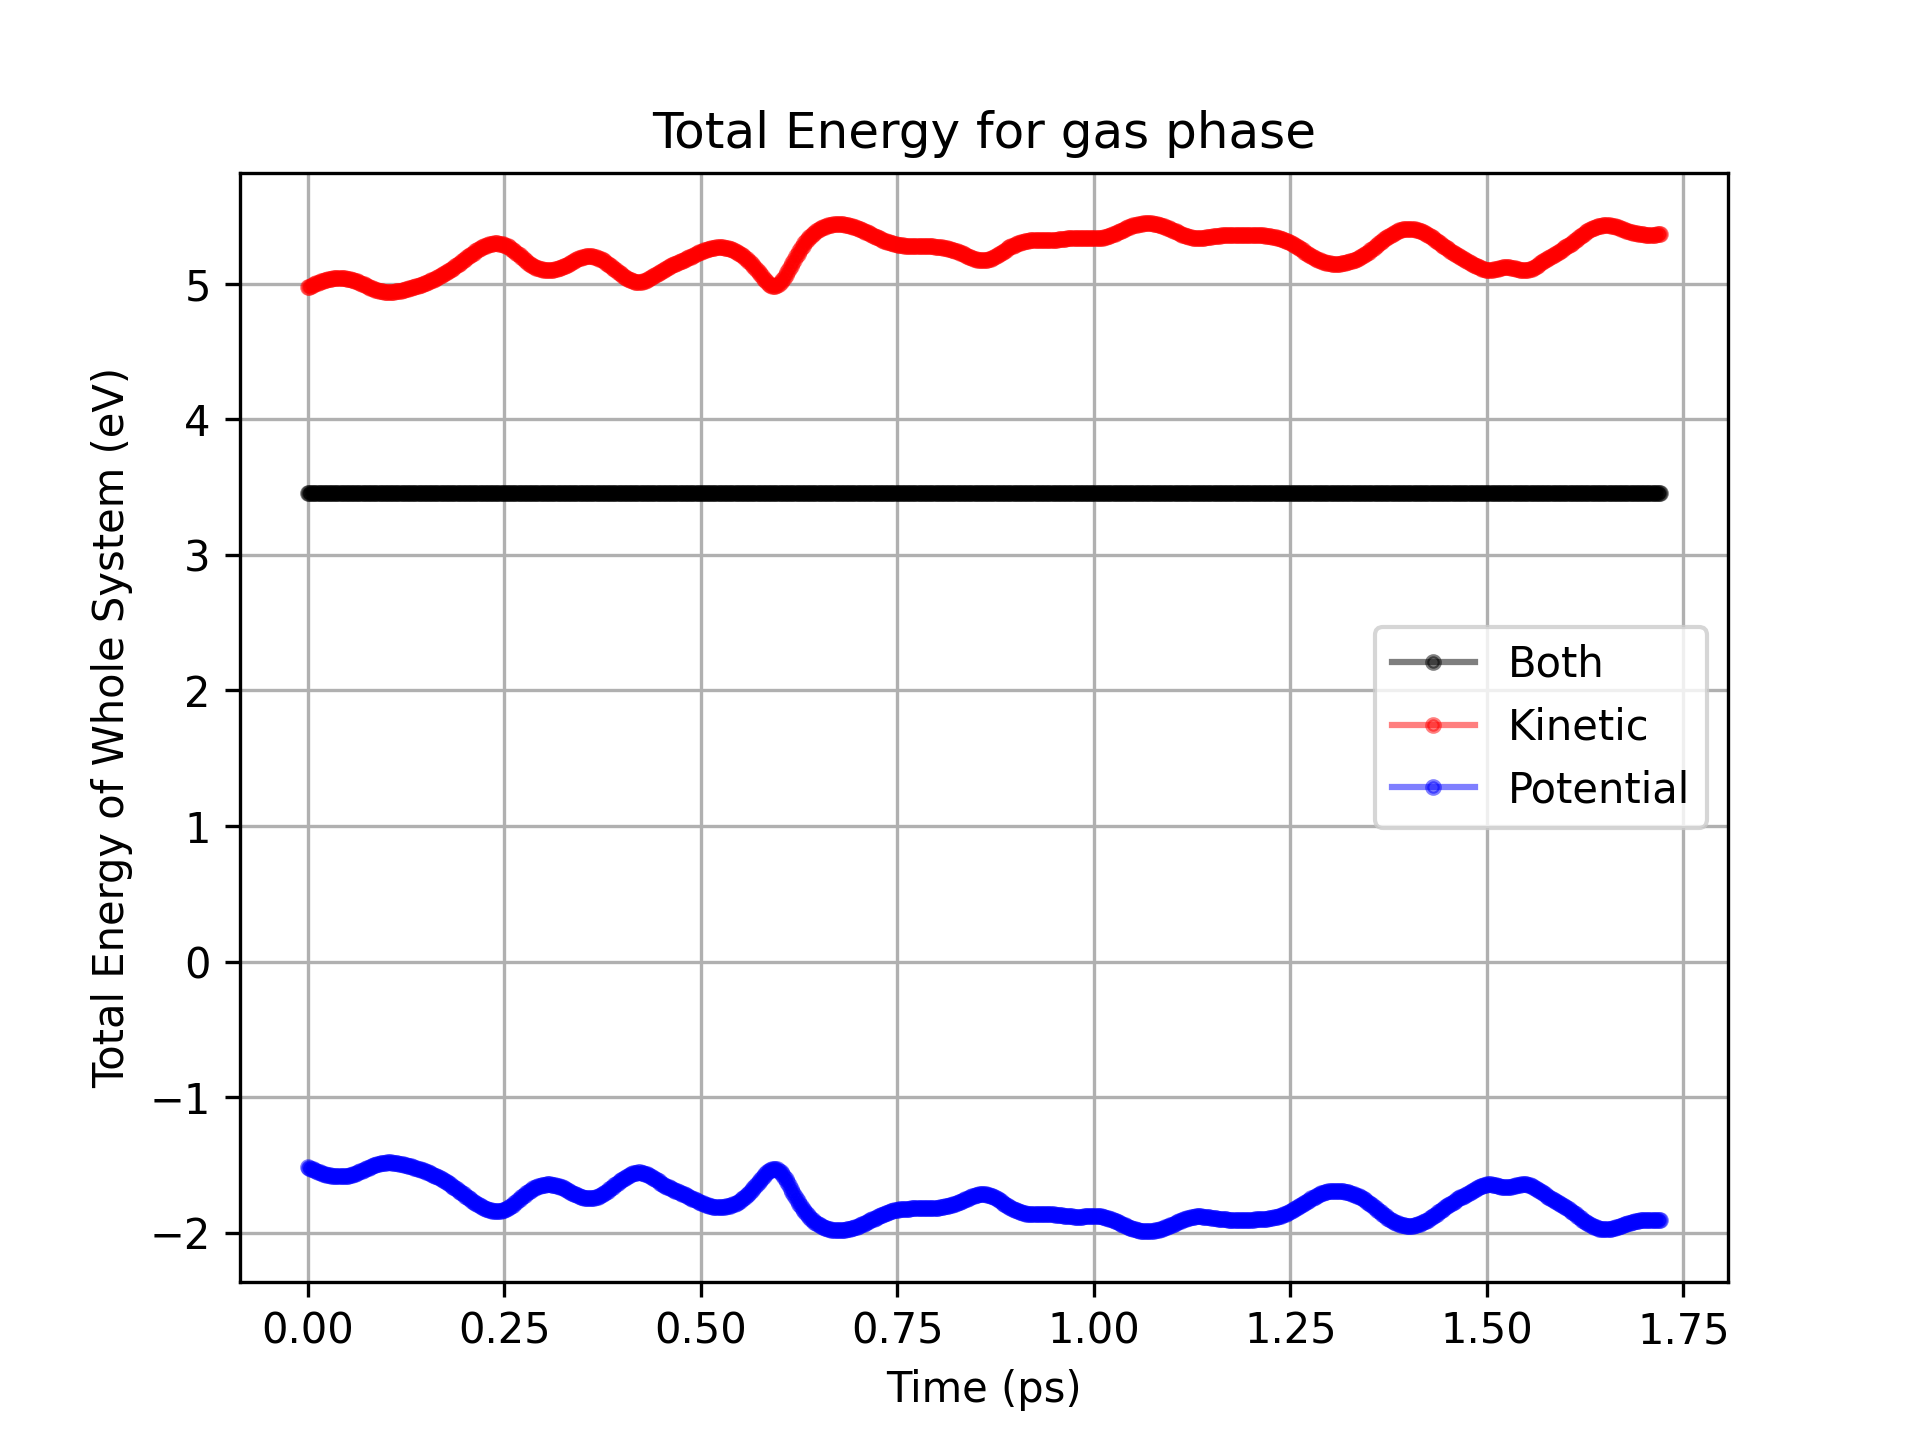 Total Energy for gas phase
Total Energy of Whole System (eV)
5
4
3
2
1
0
−1
−2
Both
Kinetic
Potential
0.00 0.25 0.50 0.75 1.00 1.25 1.50 1.75
Time (ps)